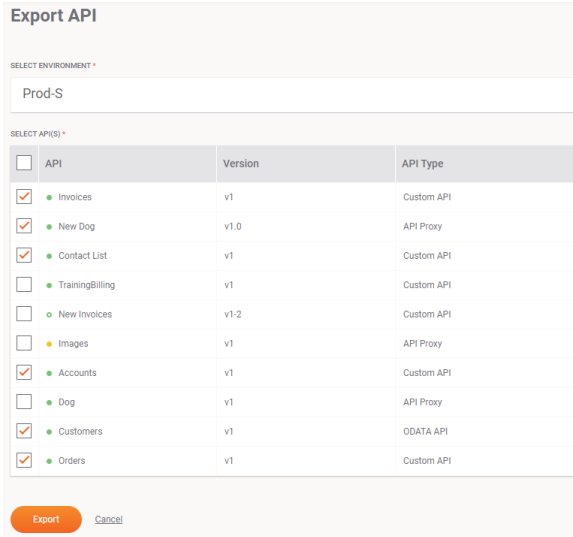 Export API
SELECT ENVIRONMENT *
Prod-S
SELECT API(S) *
API Version API Type
Invoices v1 Custom API
New Dog v1.0 API Proxy
Contact List v1 Custom API
TrainingBilling v1 Custom API
New Invoices v1-2 Custom API
Images v1 API Proxy
Accounts v1 Custom API
Dog v1 API Proxy
Customers v1 ODATA API
Orders v1 Custom API
Export Cancel